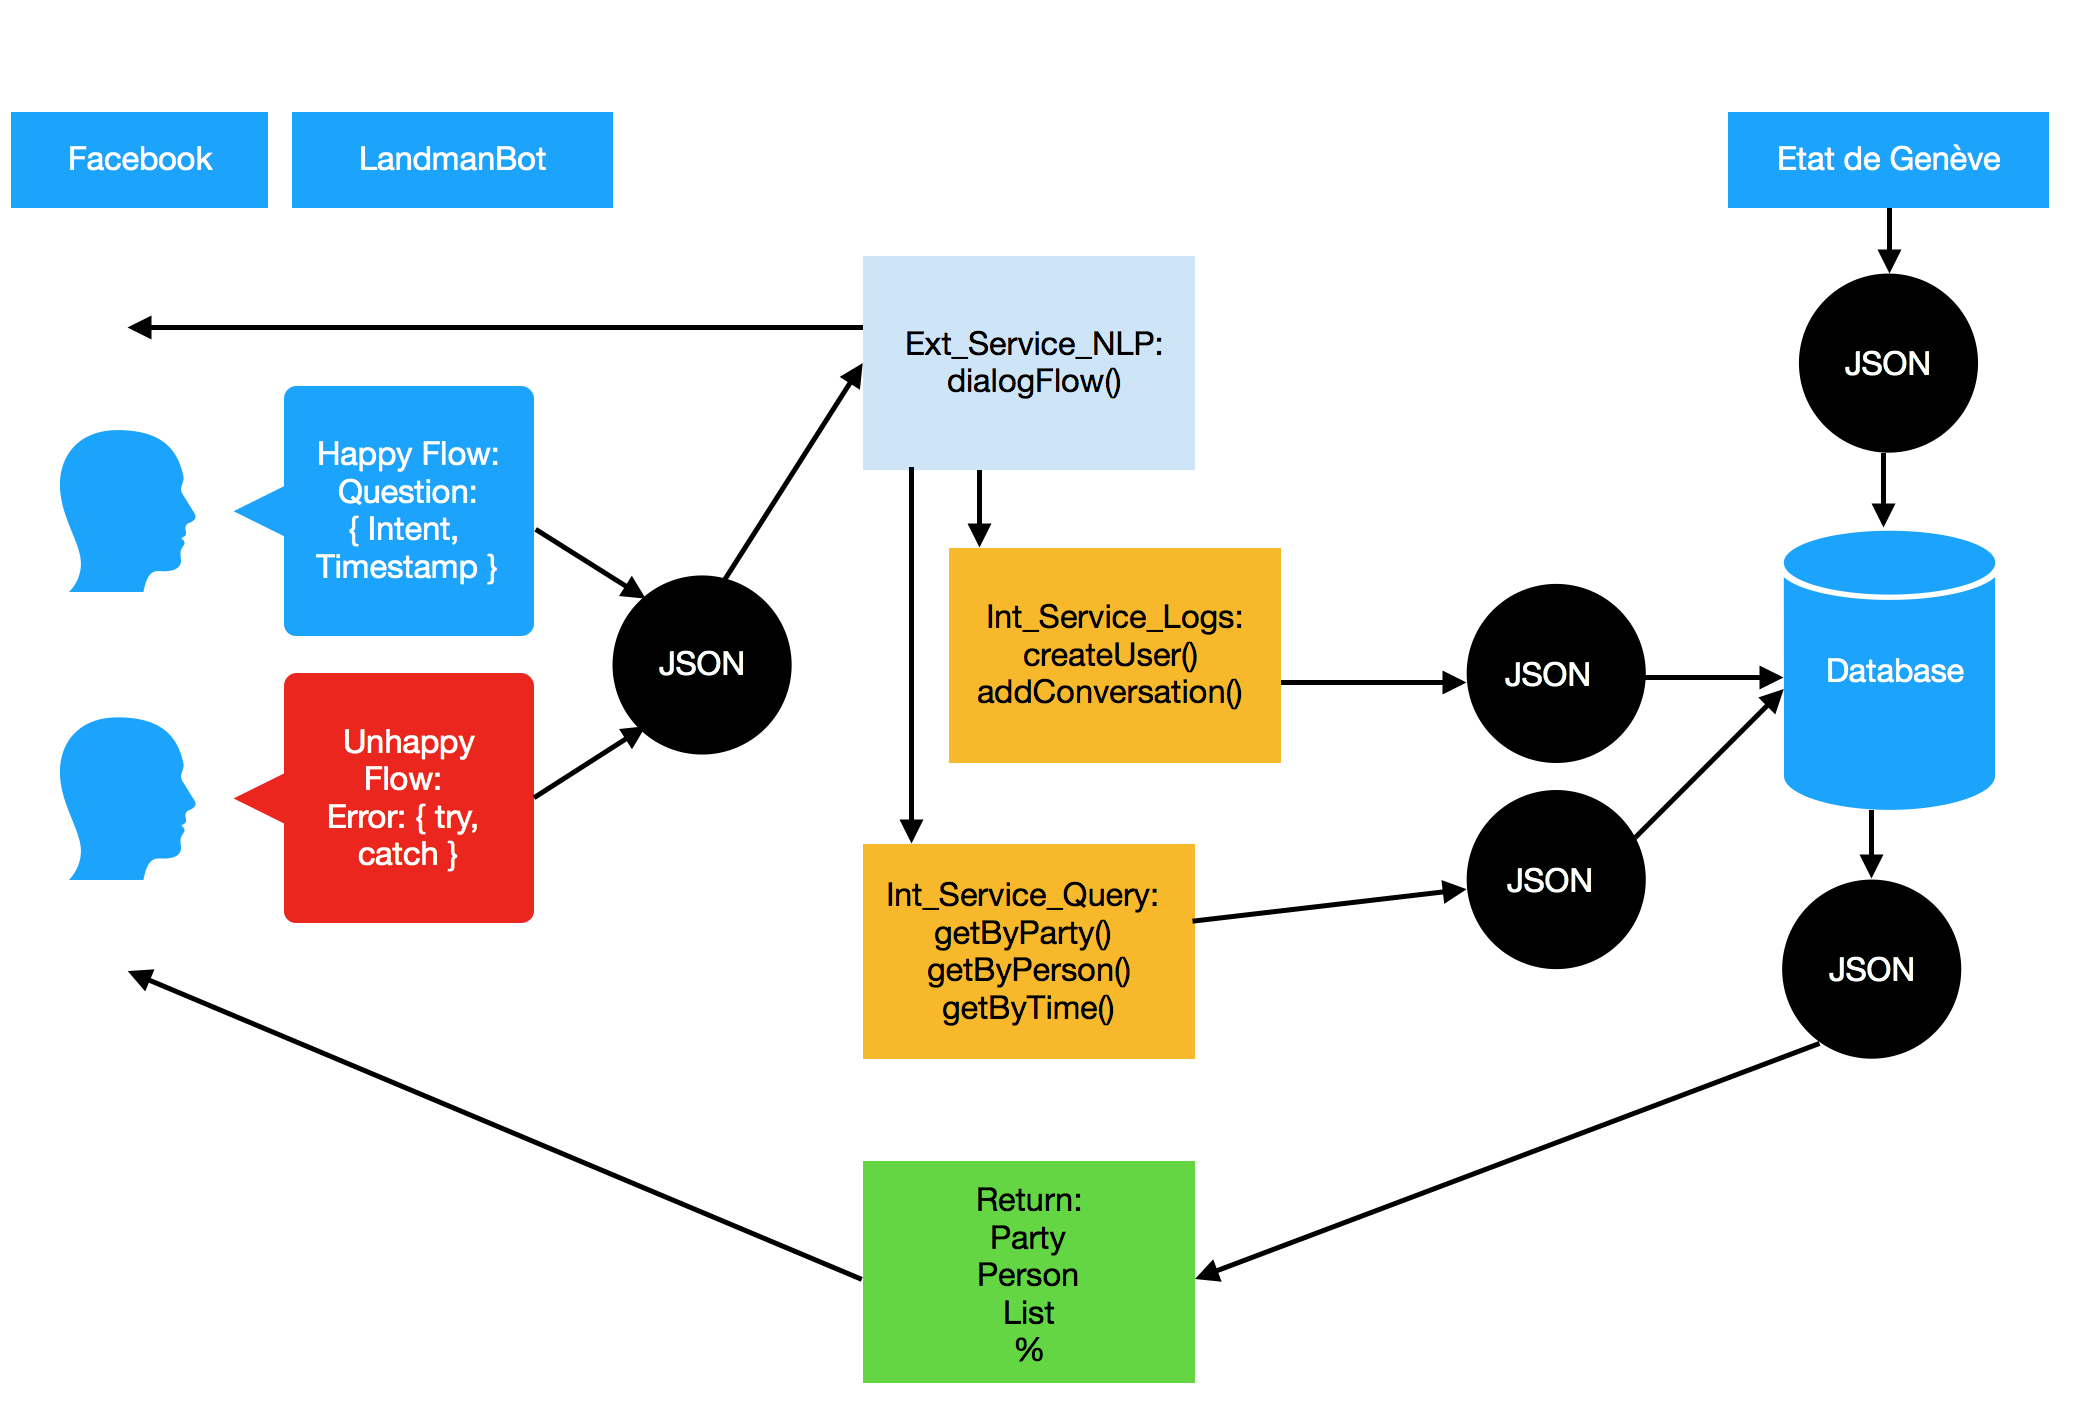 Facebook
LandmanBot
Etat de Genève
Ext_Service_NLP:
dialogFlow()
JSON
Happy Flow:
Question:
{ Intent,
Timestamp }
JSON
Unhappy
Flow:
Error: { try,
catch }
Int_Service_Logs:
createUser()
addConversation()
JSON
Database
Int_Service_Query:
getByParty()
getByPerson()
getByTime()
JSON
JSON
Return:
Party
Person
List
%